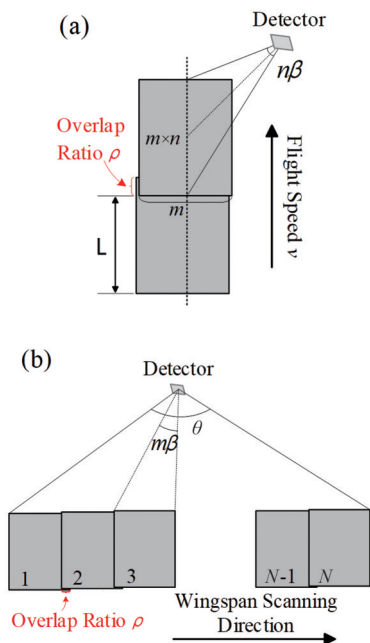 (a)
Detector
nβ
Overlap
Ratio ρ
m×n
m
L
Flight Speed v
(b)
Detector
θ
mβ
1
2
3
N-1
N
Overlap Ratio ρ
Wingspan Scanning
Direction